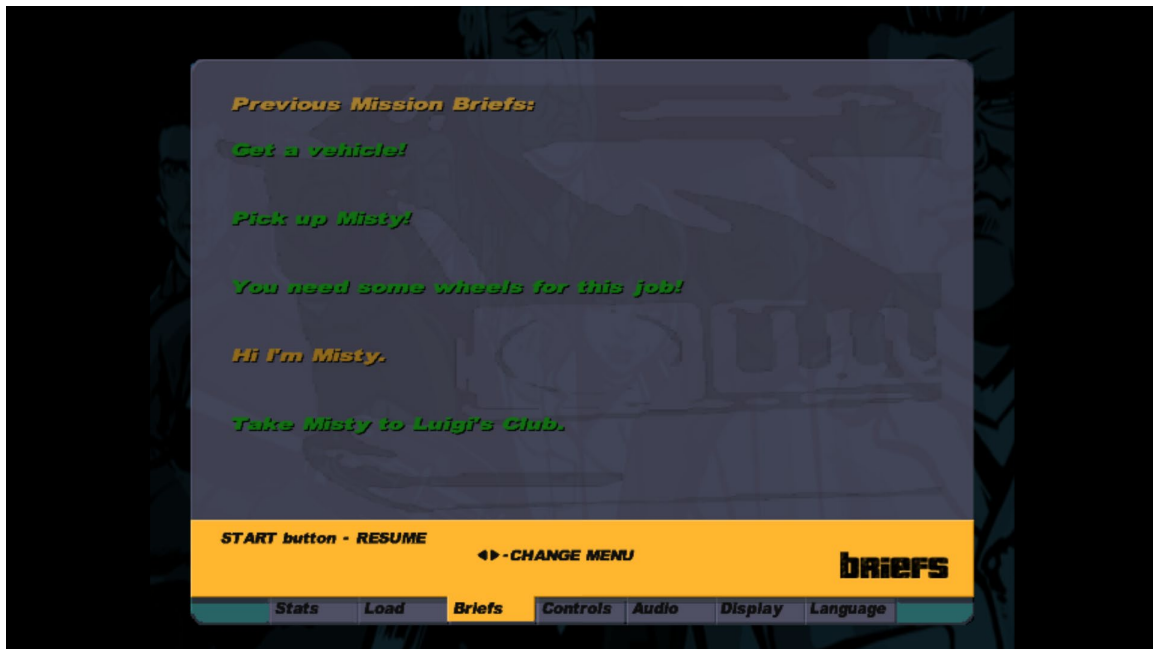 Previous Mission Briefs:
Get a vehicle!
Pick up Misty!
You need some wheels for this job!
Hi I'm Misty.
Take Misty to Luigi's Club.
START button - RESUME
◀▶ - CHANGE MENU
BRIEFS
Stats Load Briefs Controls Audio Display Language